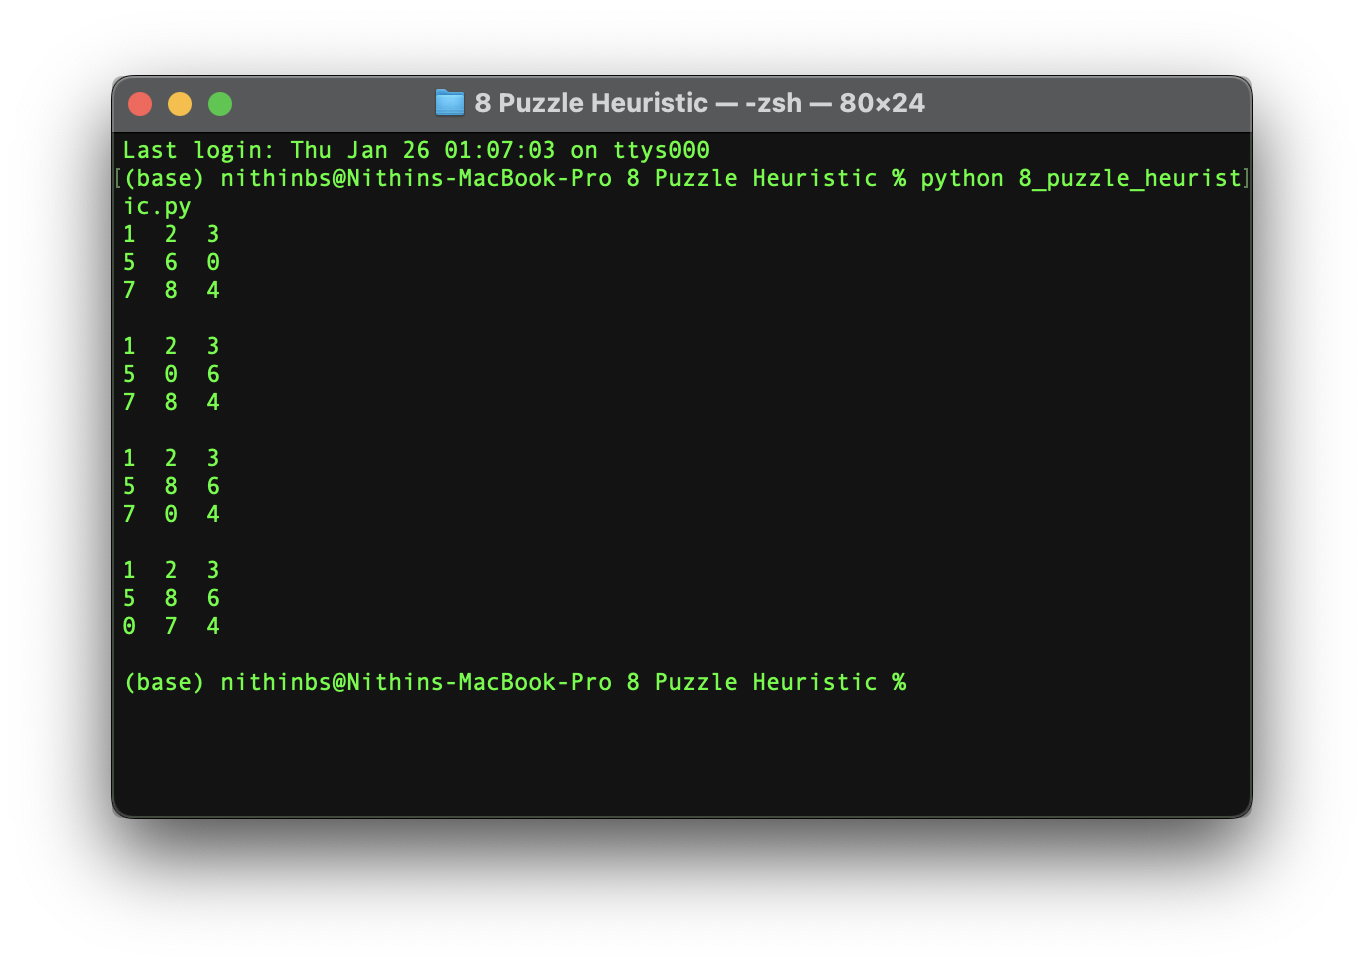 8 Puzzle Heuristic — -zsh — 80×24
Last login: Thu Jan 26 01:07:03 on ttys000
[(base) nithinbs@Nithins-MacBook-Pro 8 Puzzle Heuristic % python 8_puzzle_heurist]
ic.py
1  2  3
5  6  0
7  8  4
1  2  3
5  0  6
7  8  4
1  2  3
5  8  6
7  0  4
1  2  3
5  8  6
0  7  4
(base) nithinbs@Nithins-MacBook-Pro 8 Puzzle Heuristic %